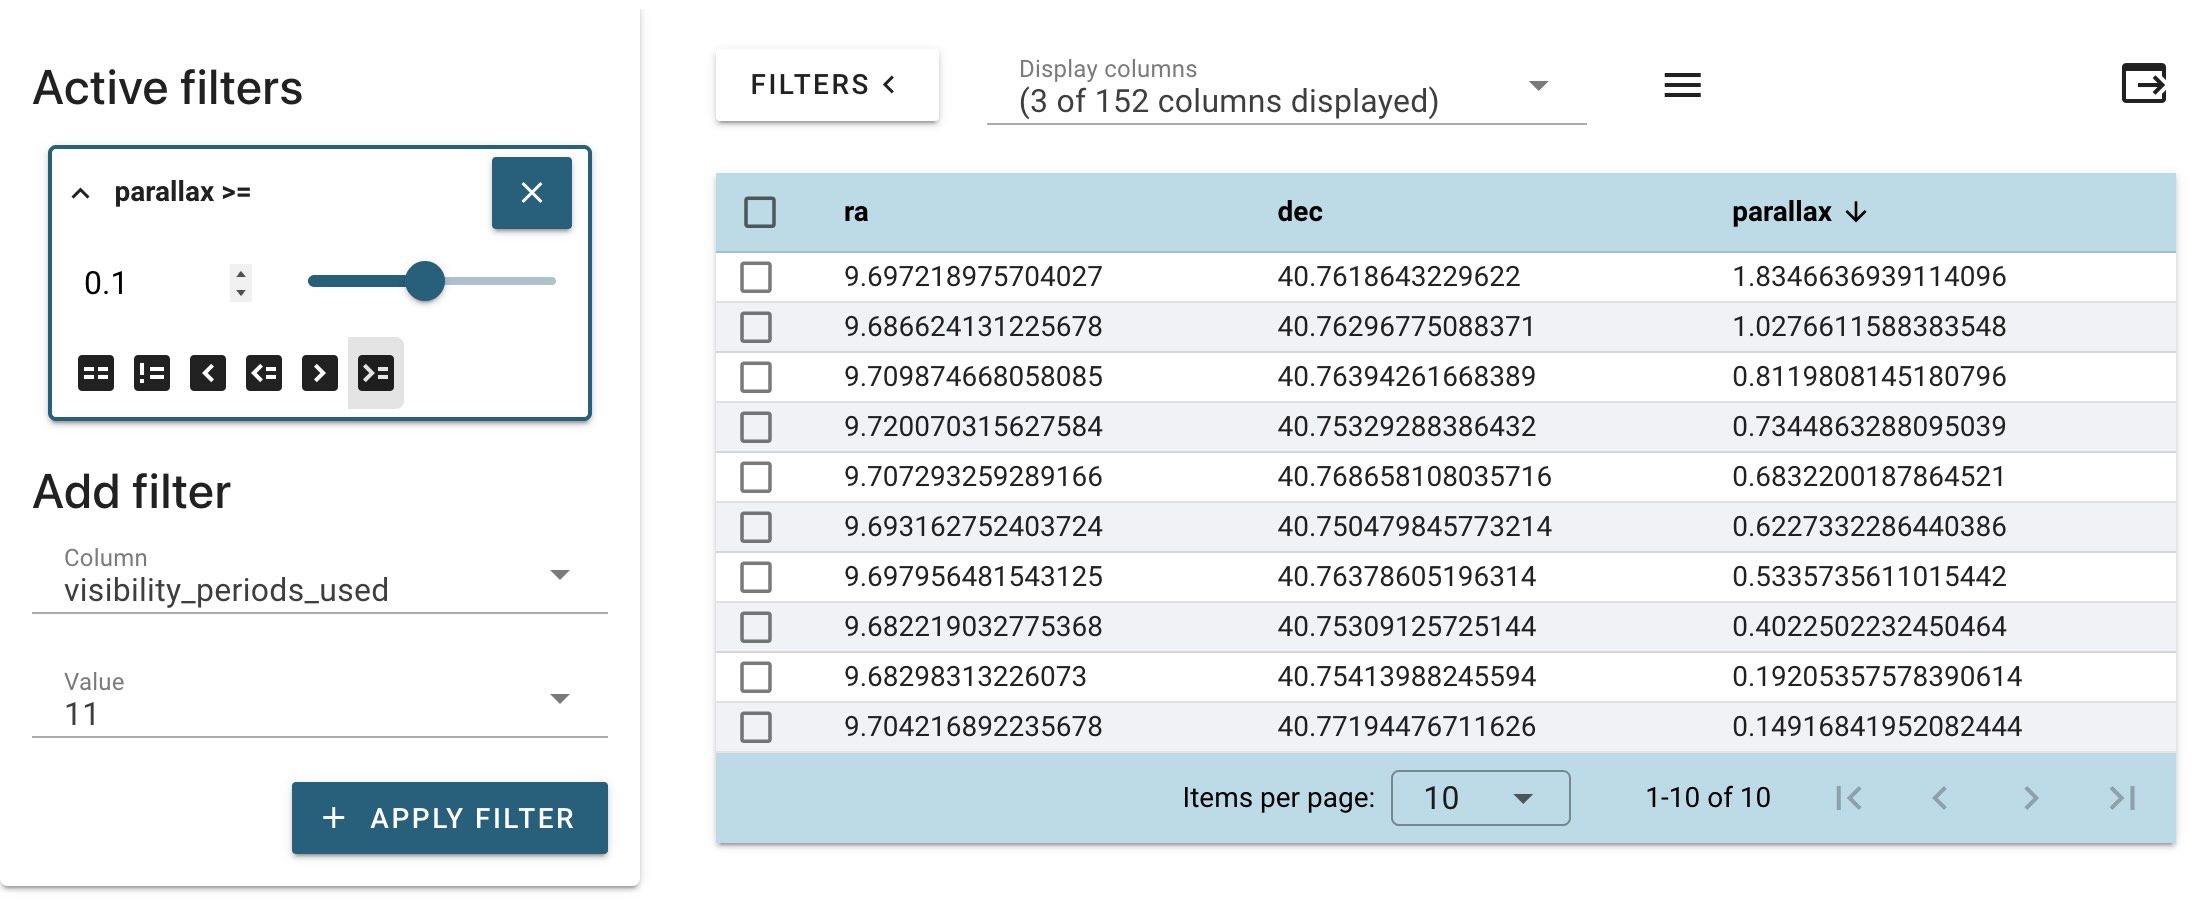 Active filters
parallax >=
0.1
== != < <= > >=
Add filter
Column
visibility_periods_used
Value
11
+ APPLY FILTER
FILTERS <
Display columns
(3 of 152 columns displayed)
ra dec parallax ↓
9.697218975704027 40.7618643229622 1.8346636939114096
9.686624131225678 40.76296775088371 1.0276611588383548
9.709874668058085 40.76394261668389 0.8119808145180796
9.720070315627584 40.75329288386432 0.7344863288095039
9.707293259289166 40.768658108035716 0.6832200187864521
9.693162752403724 40.750479845773214 0.6227332286440386
9.697956481543125 40.76378605196314 0.5335735611015442
9.682219032775368 40.75309125725144 0.4022502232450464
9.68298313226073 40.75413988245594 0.19205357578390614
9.704216892235678 40.77194476711626 0.14916841952082444
Items per page: 10 1-10 of 10